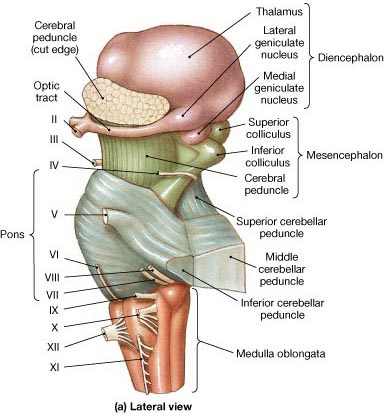 Cerebral
peduncle
(cut edge)
Optic
tract
II
III
IV
Pons
V
VI
VIII
VII
IX
X
XII
XI
Thalamus
Lateral
geniculate
nucleus
Medial
geniculate
nucleus
Diencephalon
Superior
colliculus
Inferior
colliculus
Cerebral
peduncle
Mesencephalon
Superior cerebellar
peduncle
Middle
cerebellar
peduncle
Inferior cerebellar
peduncle
Medulla oblongata
(a) Lateral view